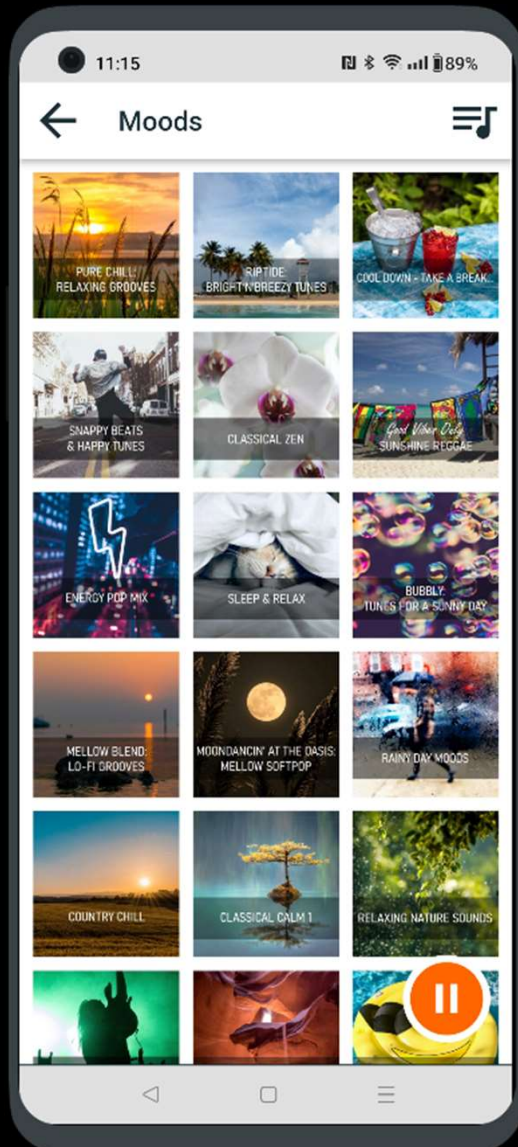 11:15
89%
Moods
PURE CHILL:
RELAXING GROOVES
RIPTIDE:
BRIGHT N'BREEZY TUNES
COOL DOWN - TAKE A BREAK...
SNAPPY BEATS
& HAPPY TUNES
CLASSICAL ZEN
Good Vibes Only
SUNSHINE REGGAE
ENERGY POP MIX
SLEEP & RELAX
BUBBLY:
TUNES FOR A SUNNY DAY
MELLOW BLEND:
LO-FI GROOVES
MOONDANCIN' AT THE OASIS:
MELLOW SOFTPOP
RAINY DAY MOODS
COUNTRY CHILL
CLASSICAL CALM 1
RELAXING NATURE SOUNDS